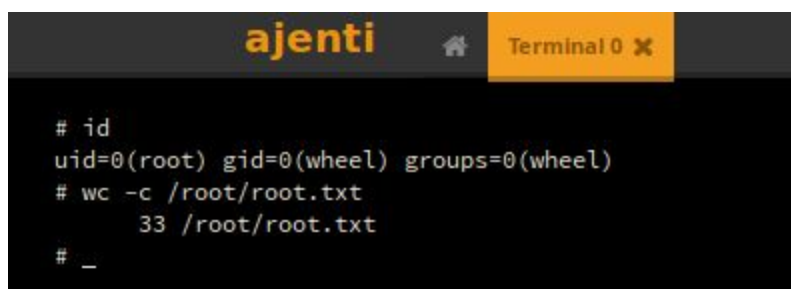 ajenti Terminal 0 ✖
# id
uid=0(root) gid=0(wheel) groups=0(wheel)
# wc -c /root/root.txt
33 /root/root.txt
# _